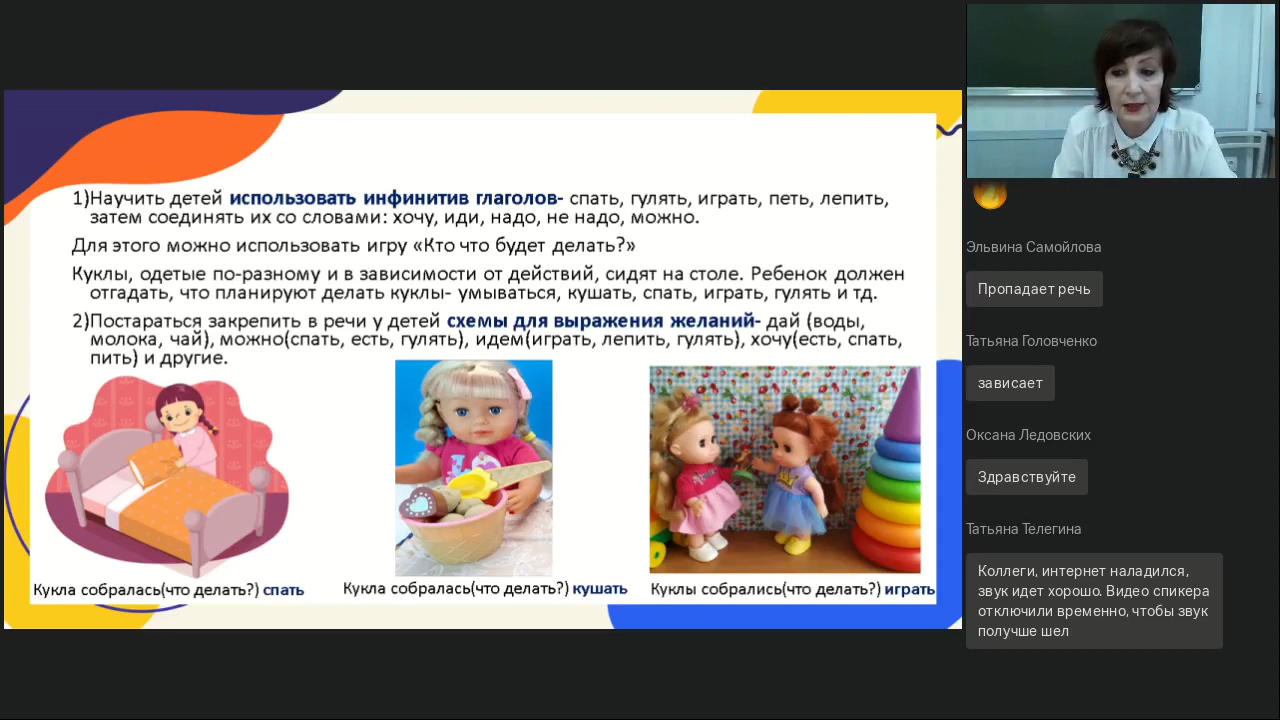 1)Научить детей использовать инфинитив глаголов- спать, гулять, играть, петь, лепить,
затем соединять их со словами: хочу, иди, надо, не надо, можно.
Для этого можно использовать игру «Кто что будет делать?»
Куклы, одетые по-разному и в зависимости от действий, сидят на столе. Ребенок должен
отгадать, что планируют делать куклы- умываться, кушать, спать, играть, гулять и тд.
2)Постараться закрепить в речи у детей схемы для выражения желаний- дай (воды,
молока, чай), можно(спать, есть, гулять), идем(играть, лепить, гулять), хочу(есть, спать,
пить) и другие.
Кукла собралась(что делать?) спать
Кукла собралась(что делать?) кушать
Куклы собрались(что делать?) играть
Эльвина Самойлова
Пропадает речь
Татьяна Головченко
зависает
Оксана Ледовских
Здравствуйте
Татьяна Телегина
Коллеги, интернет наладился,
звук идет хорошо. Видео спикера
отключили временно, чтобы звук
получше шел